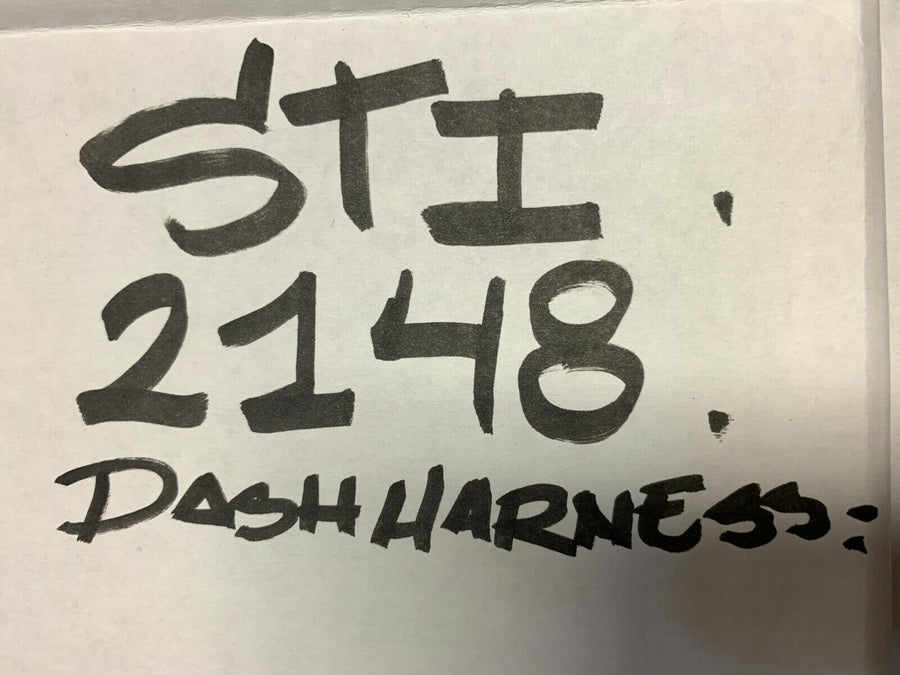 STI.
2148.
DASH HARNESS: